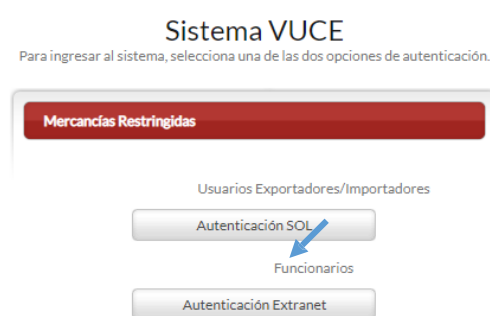 Sistema VUCE
Para ingresar al sistema, selecciona una de las dos opciones de autenticación.
Mercancías Restringidas
Usuarios Exportadores/Importadores
Autenticación SOL
Funcionarios
Autenticación Extranet